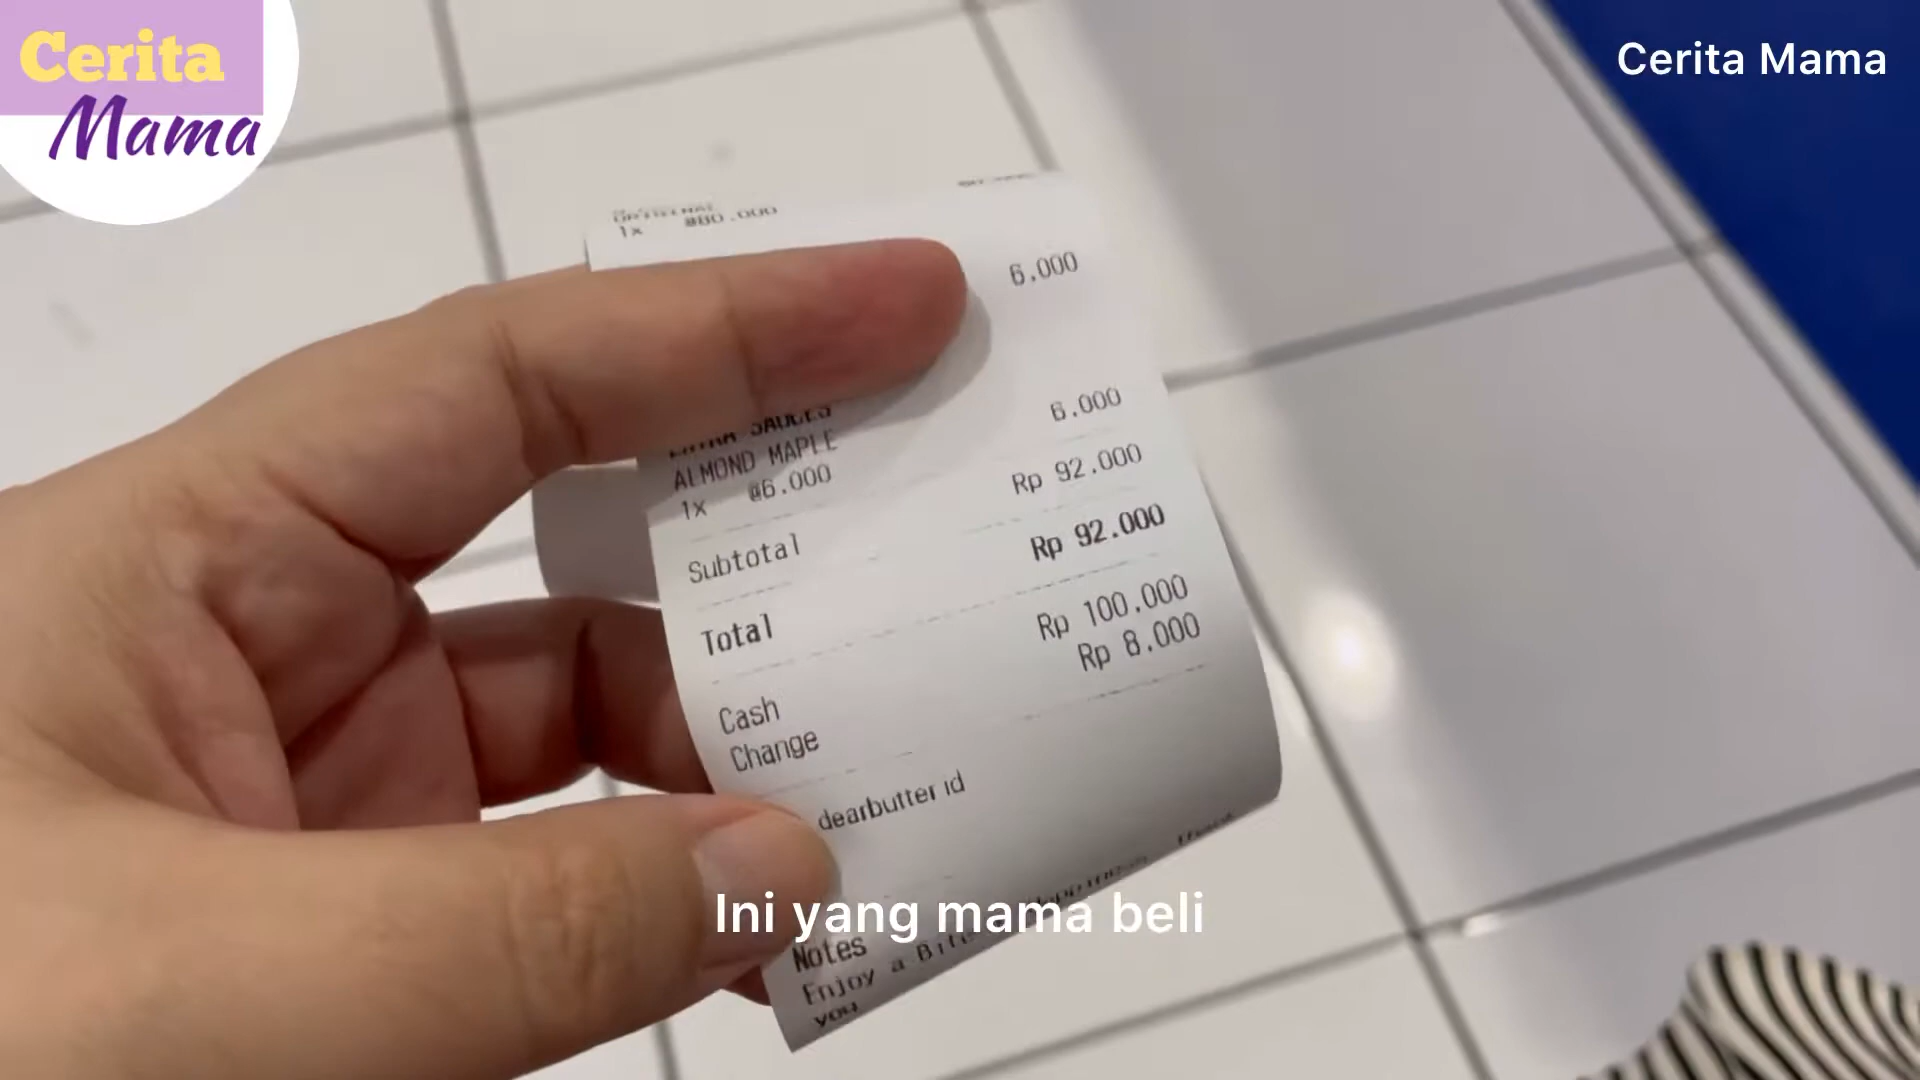 Cerita
Mama
Cerita Mama
1x @80.000
6.000
EXTRA SAUCES
ALMOND MAPLE
1x @6.000 6.000
Subtotal Rp 92.000
Total Rp 92.000
Cash Rp 100.000
Change Rp 8.000
dearbutter id
Ini yang mama beli
Notes
Enjoy a
you